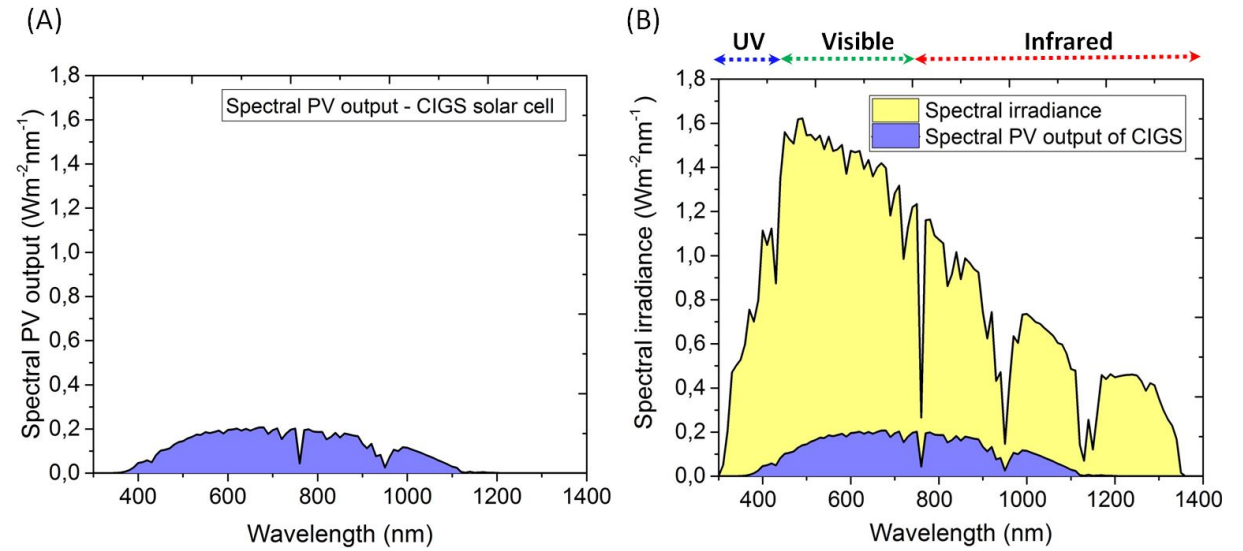 (A)
Spectral PV output - CIGS solar cell
Spectral PV output (Wm-2nm-1)
1,8
1,6
1,4
1,2
1,0
0,8
0,6
0,4
0,2
0,0
400 600 800 1000 1200 1400
Wavelength (nm)
(B)
UV Visible Infrared
Spectral irradiance
Spectral PV output of CIGS
Spectral irradiance (Wm-2nm-1 )
1,8
1,6
1,4
1,2
1,0
0,8
0,6
0,4
0,2
0,0
400 600 800 1000 1200 1400
Wavelength (nm)